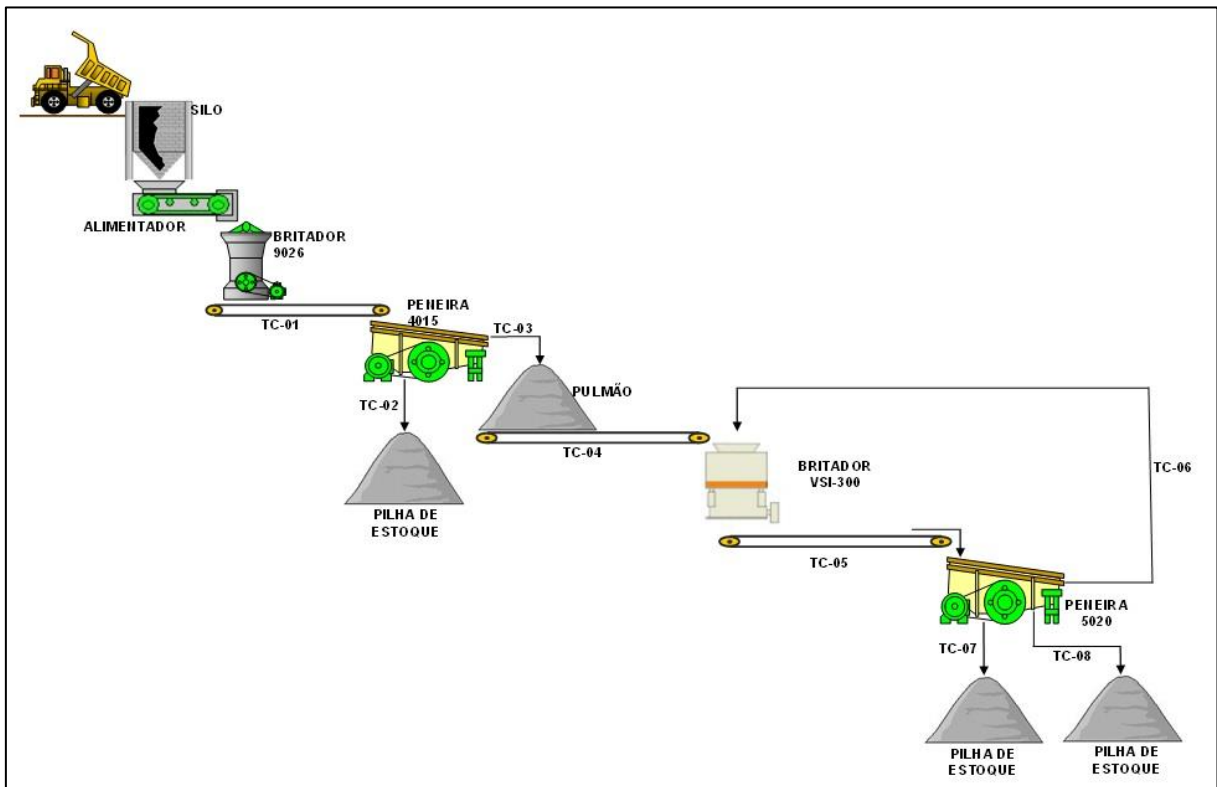 SILO
ALIMENTADOR
BRITADOR
9026
TC-01
PENEIRA
4015
TC-03
TC-02
PULMÃO
TC-04
PILHA DE
ESTOQUE
BRITADOR
VSI-300
TC-06
TC-05
PENEIRA
5020
TC-07
TC-08
PILHA DE
ESTOQUE
PILHA DE
ESTOQUE